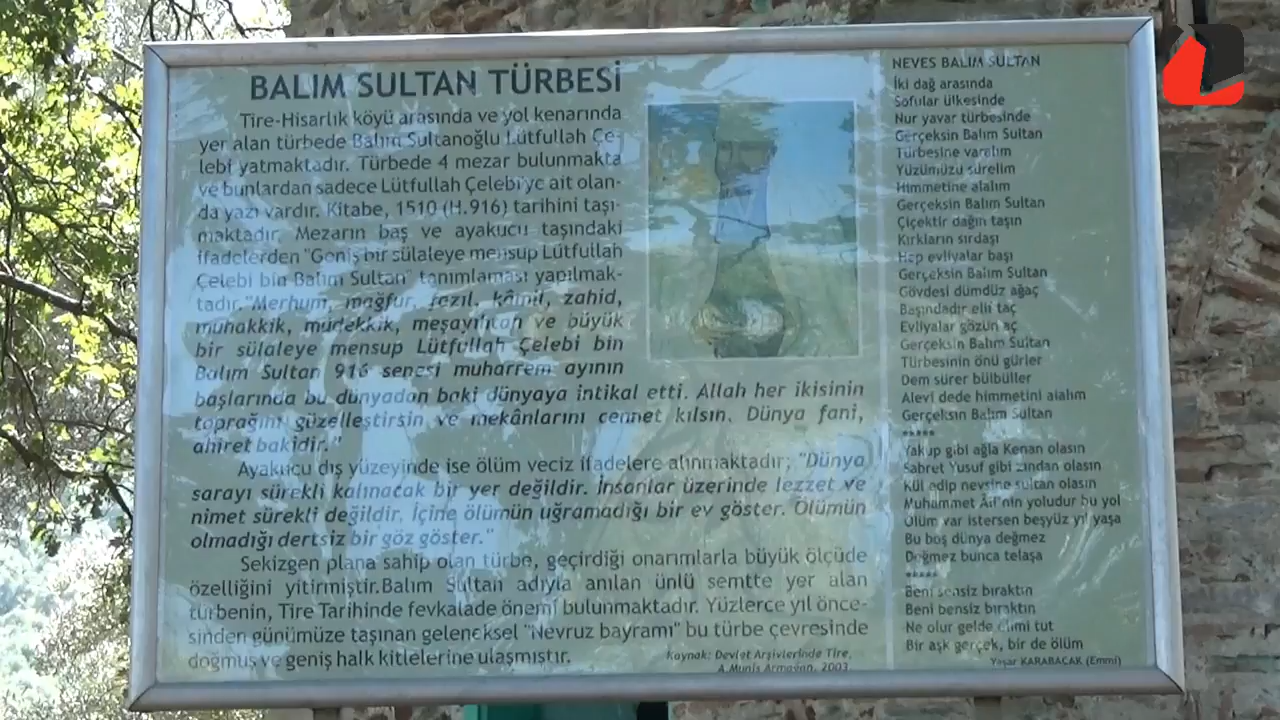 BALIM SULTAN TÜRBESİ
Tire-Hisarlık köyü arasında ve yol kenarında
yer alan türbede Balım Sultanoğlu Lütfullah Çe-
lebi yatmaktadır. Türbede 4 mezar bulunmakta
ve bunlardan sadece Lütfullah Çelebi'ye ait olan-
da yazı vardır. Kitabe, 1510 (H.916) tarihini taşı-
maktadır. Mezarın baş ve ayakucu taşındaki
ifadelerden "Geniş bir sülaleye mensup Lütfullah
Çelebi bin Balım Sultan" tanımlaması yapılmak-
tadır."Merhum, mağfur, fezıl, kâmil, zahid,
muhakkik, müdekkik, meşayıhtan ve büyük
bir sülaleye mensup Lütfullah Çelebi bin
Balım Sultan 916 senesi muharrem ayının
başlarında bu dünyadan baki dünyaya intikal etti. Allah her ikisinin
toprağını güzelleştirsin ve mekânlarını cennet kılsın. Dünya fani,
ahiret bakidir."
Ayakucu dış yüzeyinde ise ölüm veciz ifadelere alınmaktadır; "Dünya
sarayı sürekli kalınacak bir yer değildir. İnsanlar üzerinde lezzet ve
nimet sürekli değildir. İçine ölümün uğramadığı bir ev göster. Ölümün
olmadığı dertsiz bir göz göster."
Sekizgen plana sahip olan türbe, geçirdiği onarımlarla büyük ölçüde
özelliğini yitirmiştir.Balım Sultan adıyla anılan ünlü semtte yer alan
türbenin, Tire Tarihinde fevkalade önemi bulunmaktadır. Yüzlerce yıl önce-
sinden günümüze taşınan geleneksel "Nevruz bayramı" bu türbe çevresinde
doğmuş ve geniş halk kitlelerine ulaşmıştır.
Kaynak: Devlet Arşivlerinde Tire,
A.Munis Armağan, 2003
NEVES BALIM SULTAN
İki dağ arasında
Sofular ülkesinde
Nur yavar türbesinde
Gerçeksin Balım Sultan
Türbesine varalım
Yüzümüzü sürelim
Himmetine alalım
Gerçeksin Balım Sultan
Çiçektir dağın taşın
Kırkların sırdaşı
Hep evliyalar başı
Gerçeksin Balım Sultan
Gövdesi dümdüz ağaç
Başındadır elli taç
Evliyalar gözün aç
Gerçeksin Balım Sultan
Türbesinin önü gürler
Dem sürer bülbüller
Alevi dede himmetini alalım
Gerçeksin Balım Sultan
*****
Yakup gibi ağla Kenan olasın
Sabret Yusuf gibi zından olasın
Kül edip nevsine sultan olasın
Muhammet Ali'nin yoludur bu yol
Ölüm var istersen beşyüz yıl yaşa
Bu boş dünya değmez
Değmez bunca telaşa
*****
Beni sensiz bıraktın
Beni bensiz bıraktın
Ne olur gelde elimi tut
Bir aşk gerçek, bir de ölüm
Yaşar KARABACAK (Emmi)